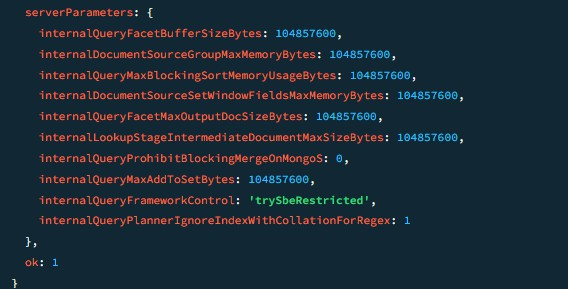 serverParameters: {
internalQueryFacetBufferSizeBytes: 104857600,
internalDocumentSourceGroupMaxMemoryBytes: 104857600,
internalQueryMaxBlockingSortMemoryUsageBytes: 104857600,
internalDocumentSourceSetWindowFieldsMaxMemoryBytes: 104857600,
internalQueryFacetMaxOutputDocSizeBytes: 104857600,
internalLookupStageIntermediateDocumentMaxSizeBytes: 104857600,
internalQueryProhibitBlockingMergeOnMongoS: 0,
internalQueryMaxAddToSetBytes: 104857600,
internalQueryFrameworkControl: 'trySbeRestricted',
internalQueryPlannerIgnoreIndexWithCollationForRegex: 1
},
ok: 1
}